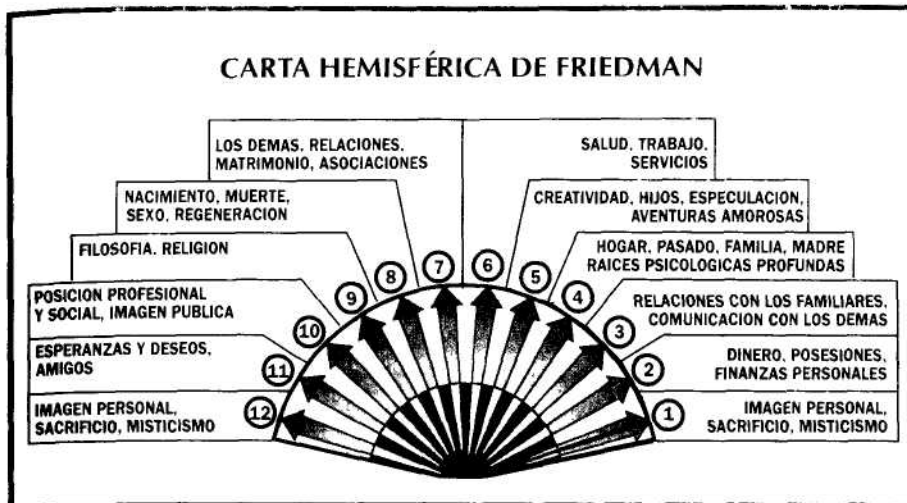 CARTA HEMISFÉRICA DE FRIEDMAN
LOS DEMAS, RELACIONES,
MATRIMONIO, ASOCIACIONES
NACIMIENTO, MUERTE,
SEXO, REGENERACION
FILOSOFIA, RELIGION
POSICION PROFESIONAL
Y SOCIAL, IMAGEN PUBLICA
ESPERANZAS Y DESEOS,
AMIGOS
IMAGEN PERSONAL,
SACRIFICIO, MISTICISMO
SALUD, TRABAJO,
SERVICIOS
CREATIVIDAD, HIJOS, ESPECULACION,
AVENTURAS AMOROSAS
HOGAR, PASADO, FAMILIA, MADRE
RAICES PSICOLOGICAS PROFUNDAS
RELACIONES CON LOS FAMILIARES,
COMUNICACION CON LOS DEMAS
DINERO, POSESIONES,
FINANZAS PERSONALES
IMAGEN PERSONAL,
SACRIFICIO, MISTICISMO
12
11
10
9
8
7
6
5
4
3
2
1